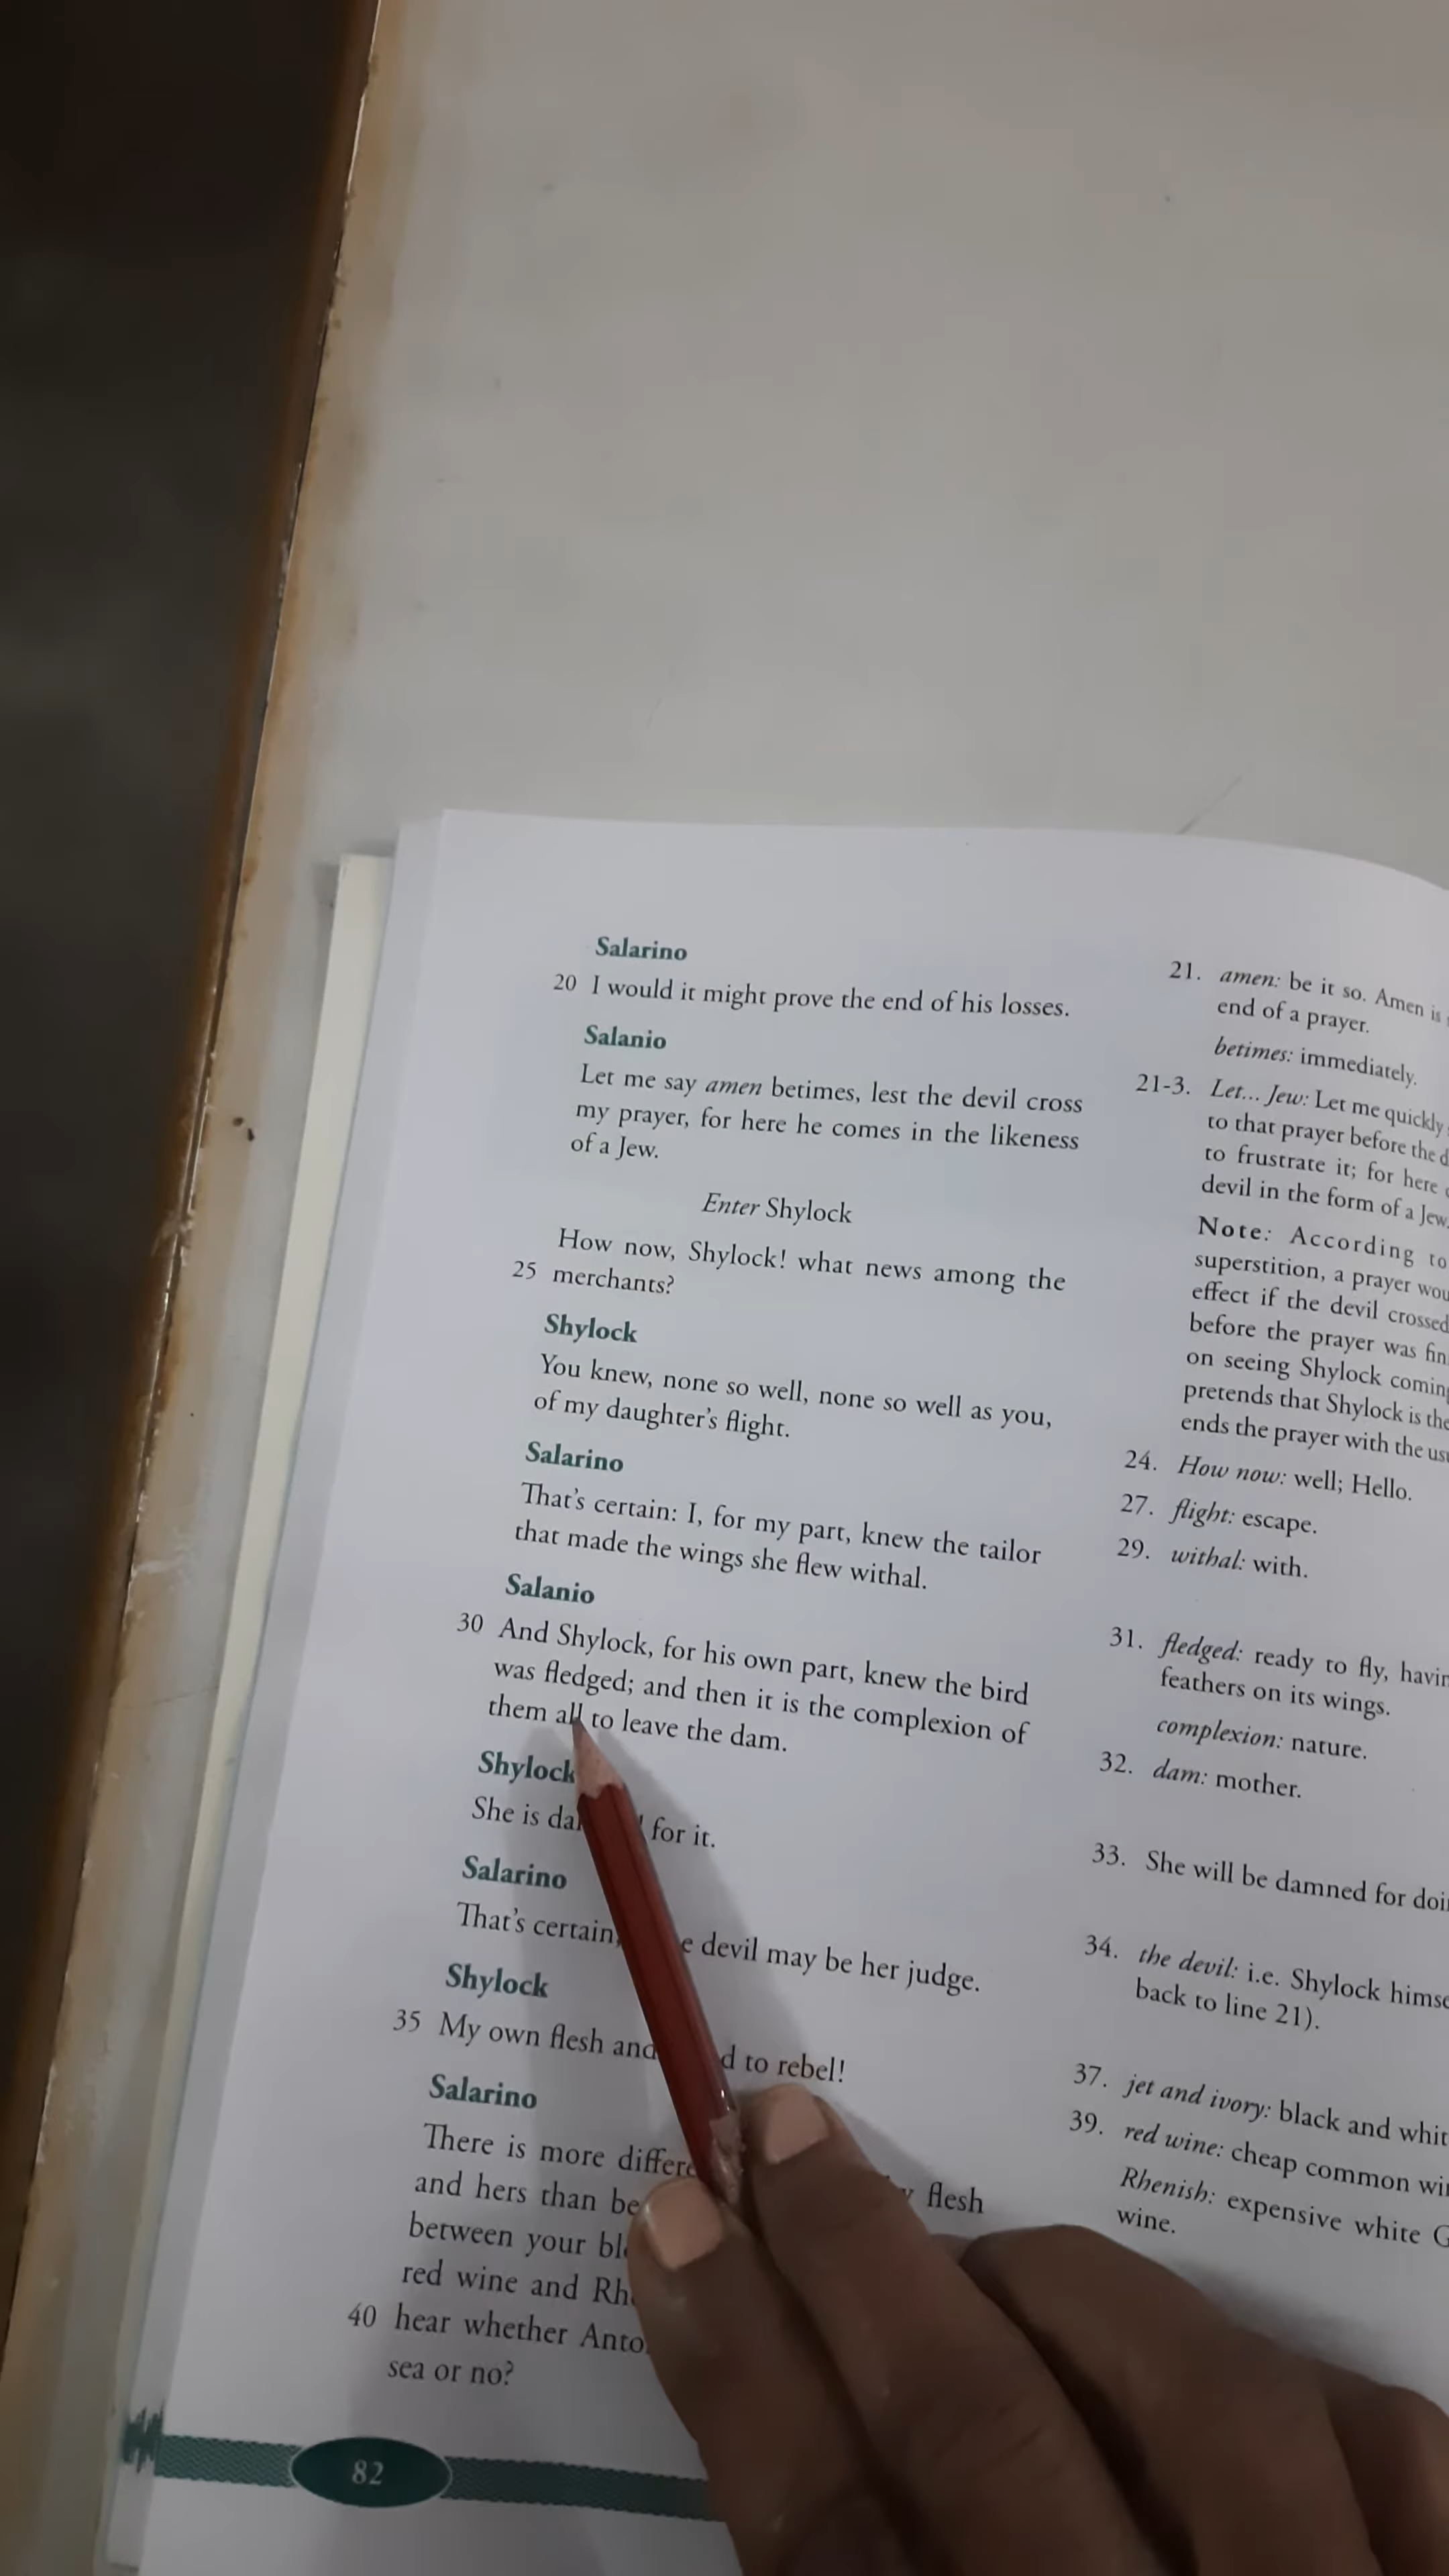 Salarino
20 I would it might prove the end of his losses.
Salanio
Let me say amen betimes, lest the devil cross
my prayer, for here he comes in the likeness
of a Jew.
Enter Shylock
How now, Shylock! what news among the
25 merchants?
Shylock
You knew, none so well, none so well as you,
of my daughter's flight.
Salarino
That's certain: I, for my part, knew the tailor
that made the wings she flew withal.
Salanio
30 And Shylock, for his own part, knew the bird
was fledged; and then it is the complexion of
them all to leave the dam.
Shylock
She is for it.
Salarino
That's certain, devil may be her judge.
Shylock
35 My own flesh and to rebel!
Salarino
There is more flesh
and hers than
between your
red wine and
40 hear whether
sea or no?
82
21. amen: be it so. Amen is
end of a prayer.
betimes: immediately.
21-3. Let... Jew: Let me quickly
to that prayer before the
to frustrate it; for here
devil in the form of a Jew.
Note: According to
superstition, a prayer
effect if the devil crossed
before the prayer was
on seeing Shylock
pretends that Shylock is the
ends the prayer with the
24. How now: well; Hello.
27. flight: escape.
29. withal: with.
31. fledged: ready to fly,
feathers on its wings.
complexion: nature.
32. dam: mother.
33. She will be damned for
34. the devil: i.e. Shylock
back to line 21).
37. jet and ivory: black and
39. red wine: cheap common
Rhenish: expensive white
wine.